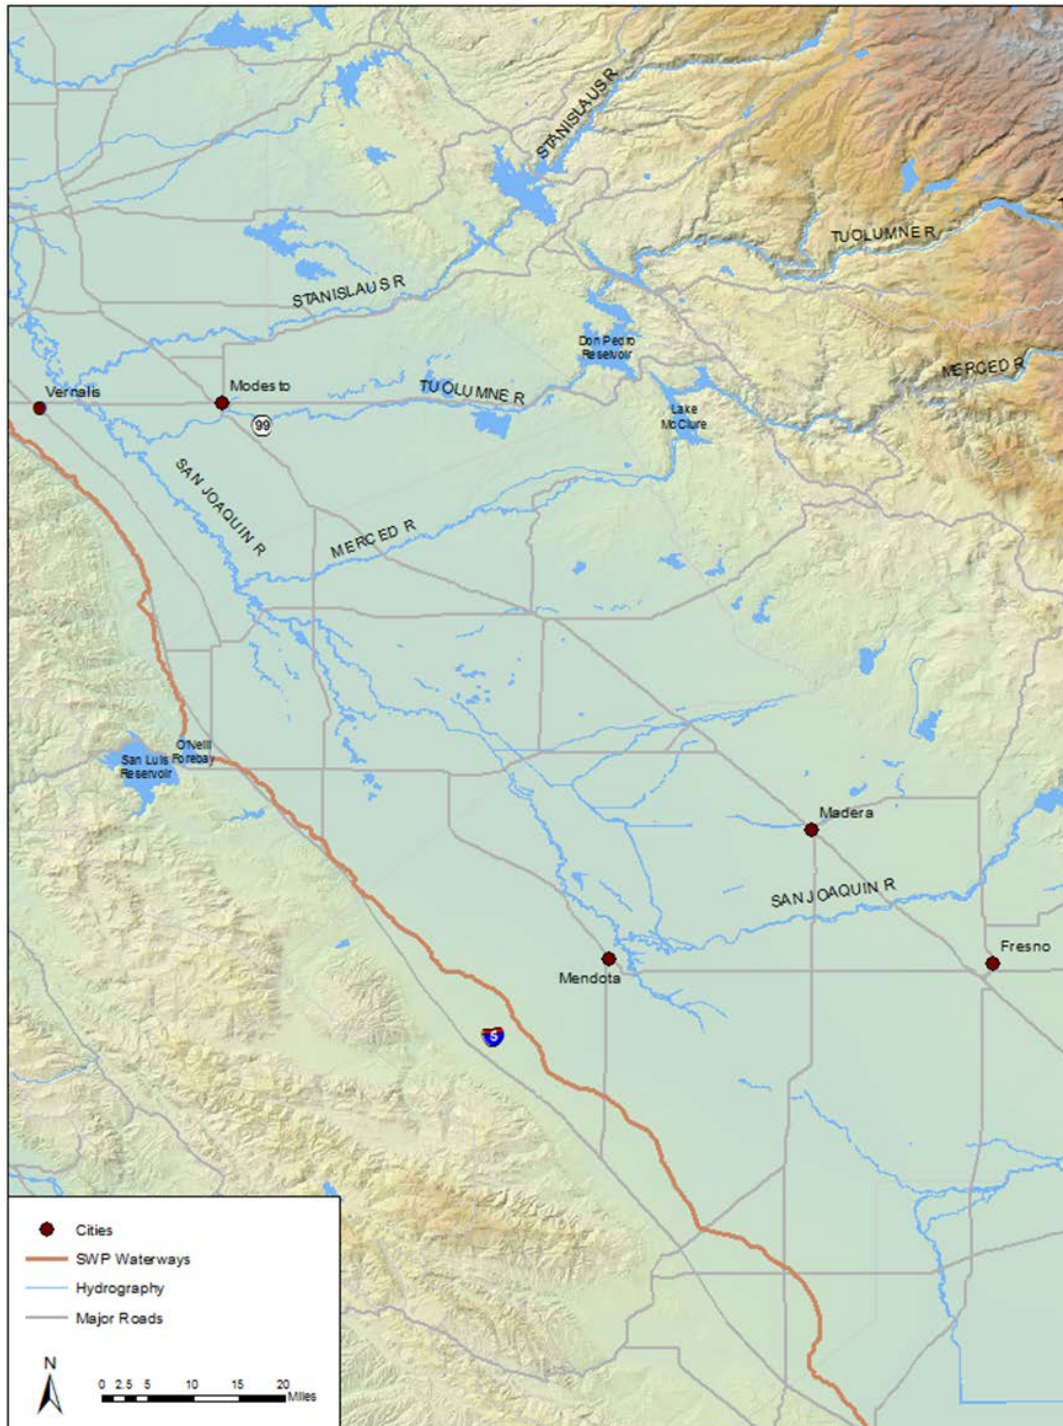 STANISLAUS R
TUOLUMNE R
STANISLAUS R
Don Pedro
Reservoir
MERCED R
Vernalis
Modesto
TUOLUMNE R
99
Lake
McClure
SAN JOAQUIN R
MERCED R
O'Neill
Forebay
San Luis
Reservoir
Madera
SAN JOAQUIN R
Fresno
Mendota
5
Cities
SWP Waterways
Hydrography
Major Roads
N
0 2.5 5 10 15 20
Miles